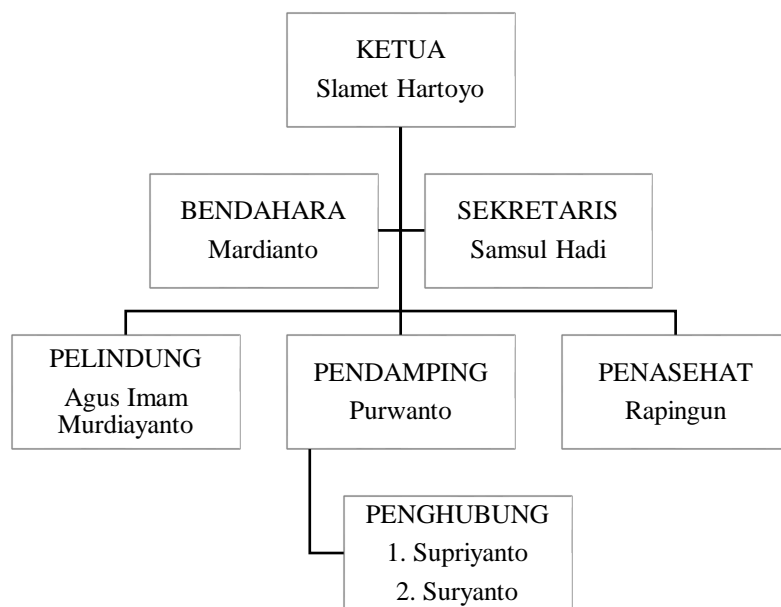 KETUA
Slamet Hartoyo
BENDAHARA
Mardianto
SEKRETARIS
Samsul Hadi
PELINDUNG
Agus Imam
Murdiayanto
PENDAMPING
Purwanto
PENASEHAT
Rapingun
PENGHUBUNG
1. Supriyanto
2. Suryanto